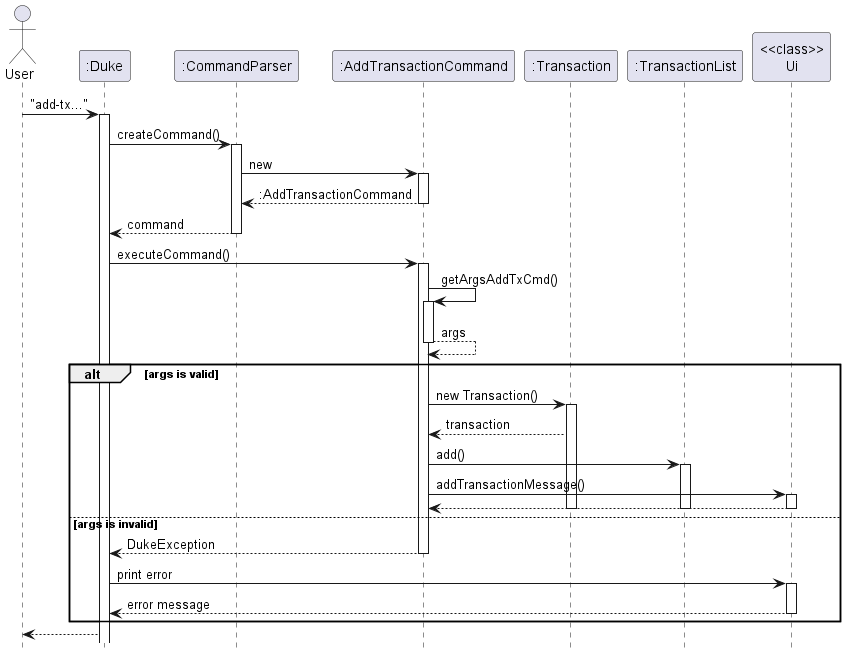 User
:Duke
:CommandParser
:AddTransactionCommand
:Transaction
:TransactionList
<<class>>
Ui
"add-tx..."
createCommand()
new
:AddTransactionCommand
command
executeCommand()
getArgsAddTxCmd()
args
alt
[args is valid]
new Transaction()
transaction
add()
addTransactionMessage()
[args is invalid]
DukeException
print error
error message